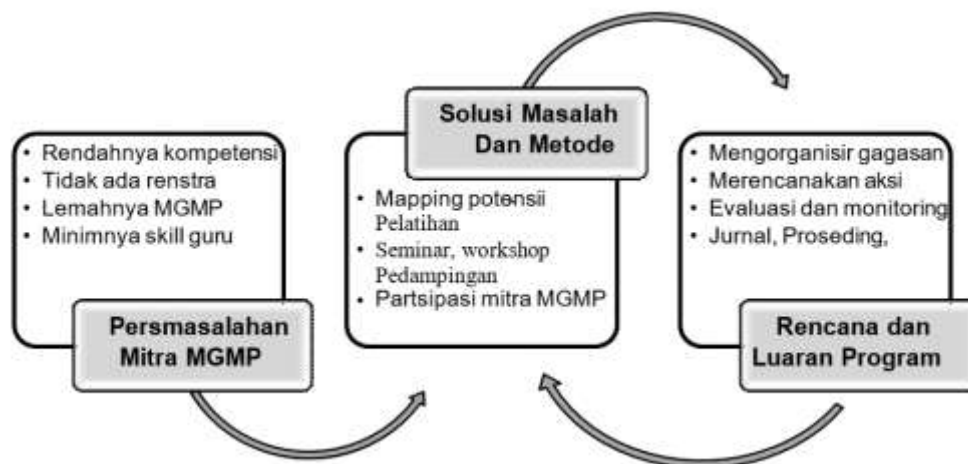 • Rendahnya kompetensi
• Tidak ada renstra
• Lemahnya MGMP
• Minimnya skill guru
Persmasalahan
Mitra MGMP
Solusi Masalah
Dan Metode
• Mapping potensii
Pelatihan
• Seminar, workshop
Pedampingan
• Partsipasi mitra MGMP
• Mengorganisir gagasan
• Merencanakan aksi
• Evaluasi dan monitoring
• Jurnal, Proseding,
Rencana dan
Luaran Program